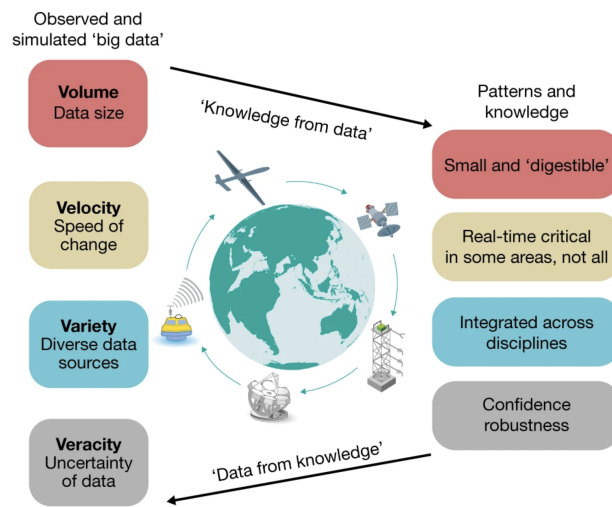 Observed and
simulated ‘big data’
Volume
Data size
Velocity
Speed of
change
Variety
Diverse data
sources
Veracity
Uncertainty
of data
‘Knowledge from data’
‘Data from knowledge’
Patterns and
knowledge
Small and ‘digestible’
Real-time critical
in some areas, not all
Integrated across
disciplines
Confidence
robustness